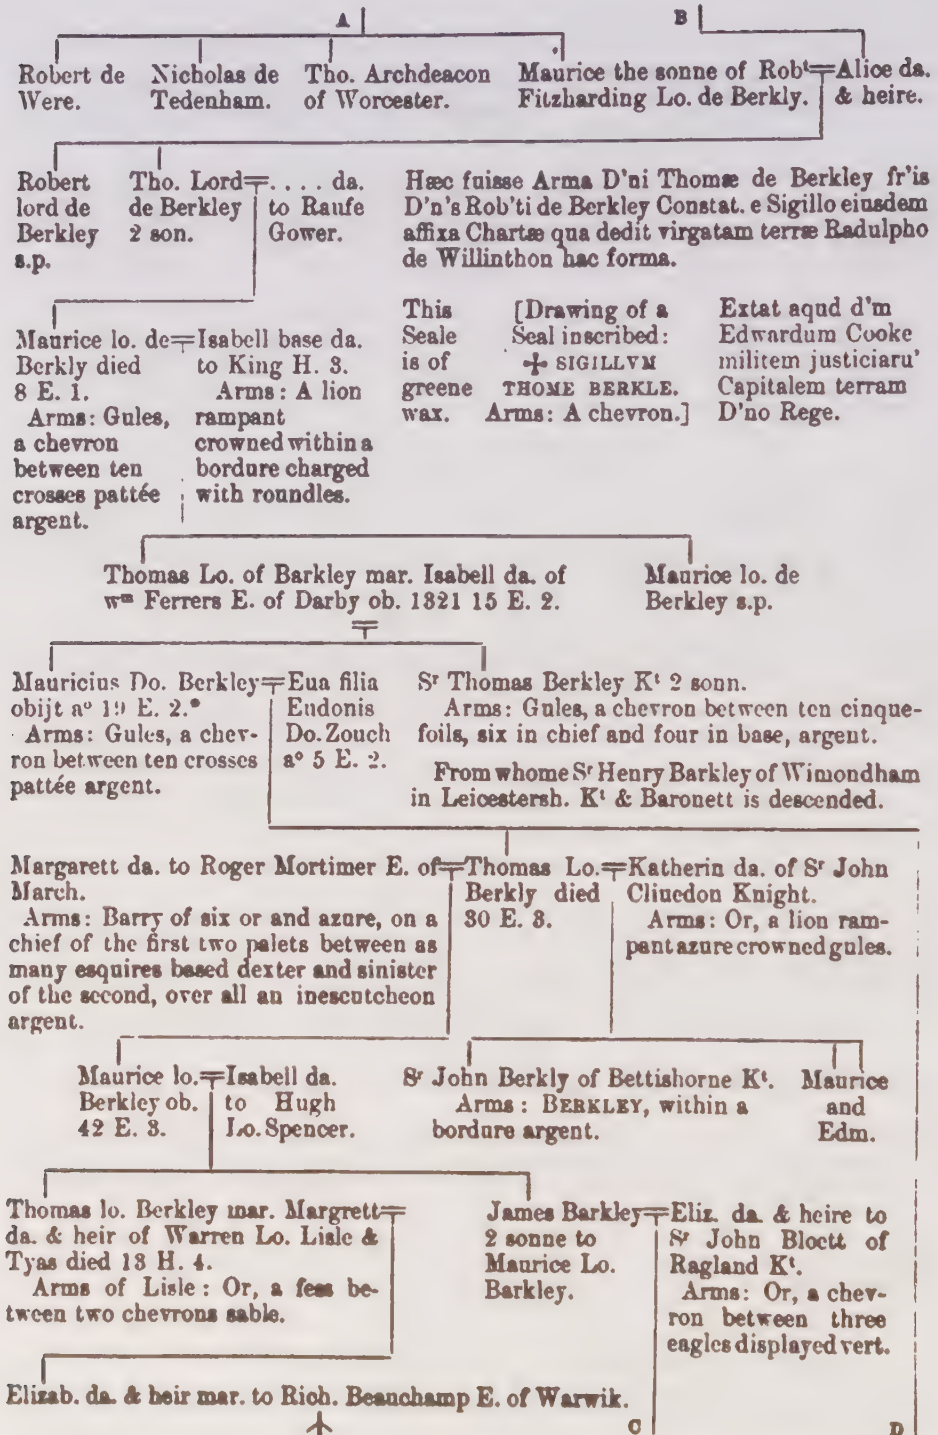 A
B
Robert de
Were.
Nicholas de
Tedenham.
Tho. Archdeacon
of Worcester.
Maurice the sonne of Robᵗ
Fitzharding Lo. de Berkly.
Alice da.
& heire.
Robert
lord de
Berkley
s.p.
Tho. Lord
de Berkley
2 son.
.... da.
to Raufe
Gower.
Hæc fuisse Arma D'ni Thomæ de Berkley fr'is
D'n's Rob'ti de Berkley Constat. e Sigillo eiusdem
affixa Chartæ qua dedit virgatam terræ Radulpho
de Willinthon hac forma.
This
Seale
is of
greene
wax.
[Drawing of a
Seal inscribed:
✠ SIGILLVM
THOME BERKLE.
Arms: A chevron.]
Extat aqud d'm
Edwardum Cooke
militem justiciaru'
Capitalem terram
D'no Rege.
Maurice lo. de
Berkly died
8 E. 1.
Arms: Gules,
a chevron
between ten
crosses pattée
argent.
Isabell base da.
to King H. 3.
Arms: A lion
rampant
crowned within a
bordure charged
with roundles.
Thomas Lo. of Barkley mar. Isabell da. of
wᵐ Ferrers E. of Darby ob. 1321 15 E. 2.
Maurice lo. de
Berkley s.p.
Mauricius Do. Berkley
obijt aº 19 E. 2.*
Arms: Gules, a chev-
ron between ten crosses
pattée argent.
Eua filia
Eudonis
Do. Zouch
aº 5 E. 2.
Sʳ Thomas Berkley Kᵗ 2 sonn.
Arms: Gules, a chevron between ten cinque-
foils, six in chief and four in base, argent.
From whome Sʳ Henry Barkley of Wimondham
in Leicestersh. Kᵗ & Baronett is descended.
Margarett da. to Roger Mortimer E. of
March.
Arms: Barry of six or and azure, on a
chief of the first two palets between as
many esquires based dexter and sinister
of the second, over all an inescutcheon
argent.
Thomas Lo.
Berkly died
30 E. 3.
Katherin da. of Sʳ John
Cliuedon Knight.
Arms: Or, a lion ram-
pant azure crowned gules.
Maurice lo.
Berkley ob.
42 E. 3.
Isabell da.
to Hugh
Lo. Spencer.
Sʳ John Berkly of Bettishorne Kᵗ.
Arms: BERKLEY, within a
bordure argent.
Maurice
and
Edm.
Thomas lo. Berkley mar. Margrett
da. & heir of Warren Lo. Lisle &
Tyas died 13 H. 4.
Arms of Lisle: Or, a fess be-
tween two chevrons sable.
James Barkley
2 sonne to
Maurice Lo.
Barkley.
Eliz. da. & heire to
Sʳ John Bloett of
Ragland Kᵗ.
Arms: Or, a chev-
ron between three
eagles displayed vert.
Elizab. da. & heir mar. to Rich. Beauchamp E. of Warwik.
C
D